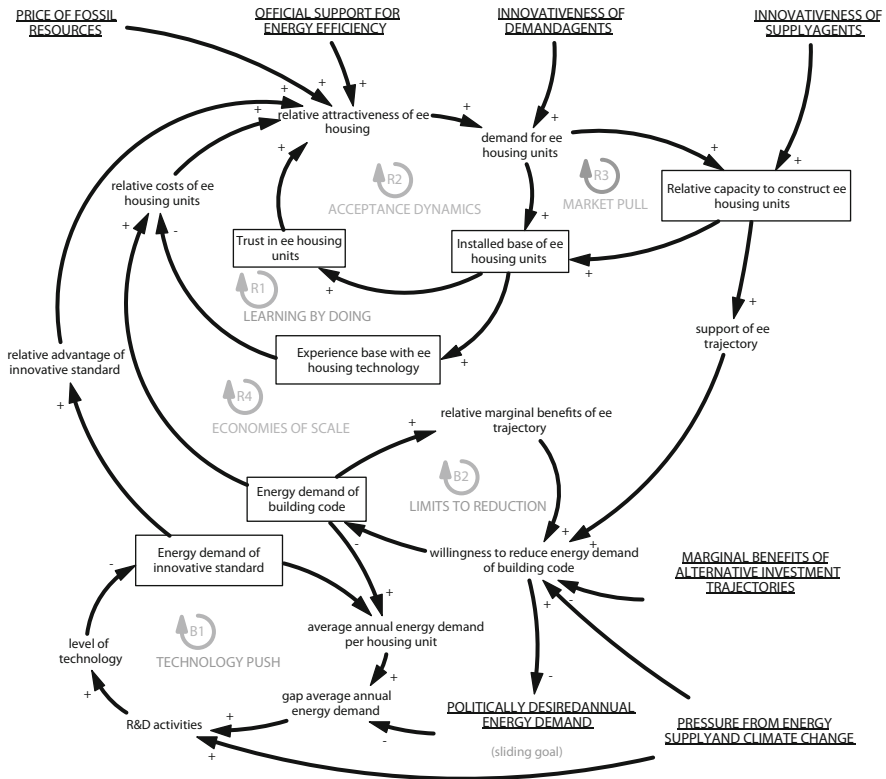 PRICE OF FOSSIL
RESOURCES
OFFICIAL SUPPORT FOR
ENERGY EFFICIENCY
INNOVATIVENESS OF
DEMANDAGENTS
INNOVATIVENESS OF
SUPPLYAGENTS
+
+
+
+
+
+
+
+
relative attractiveness of ee
housing
demand for ee
housing units
relative costs of ee
housing units
+
R2
ACCEPTANCE DYNAMICS
R3
MARKET PULL
Relative capacity to construct ee
housing units
+
-
+
Trust in ee housing
units
Installed base of ee
housing units
+
+
R1
LEARNING BY DOING
+
support of ee
trajectory
Experience base with ee
housing technology
+
relative advantage of
innovative standard
+
R4
ECONOMIES OF SCALE
relative marginal benefits of ee
trajectory
+
B2
LIMITS TO REDUCTION
Energy demand of
building code
-
+
+
willingness to reduce energy demand
of building code
Energy demand of
innovative standard
-
MARGINAL BENEFITS OF
ALTERNATIVE INVESTMENT
TRAJECTORIES
+
-
+
B1
TECHNOLOGY PUSH
level of
technology
average annual energy demand
per housing unit
+
-
gap average annual
energy demand
POLITICALLY DESIREDANNUAL
ENERGY DEMAND
+
R&D activities
+
-
(sliding goal)
PRESSURE FROM ENERGY
SUPPLYAND CLIMATE CHANGE
+